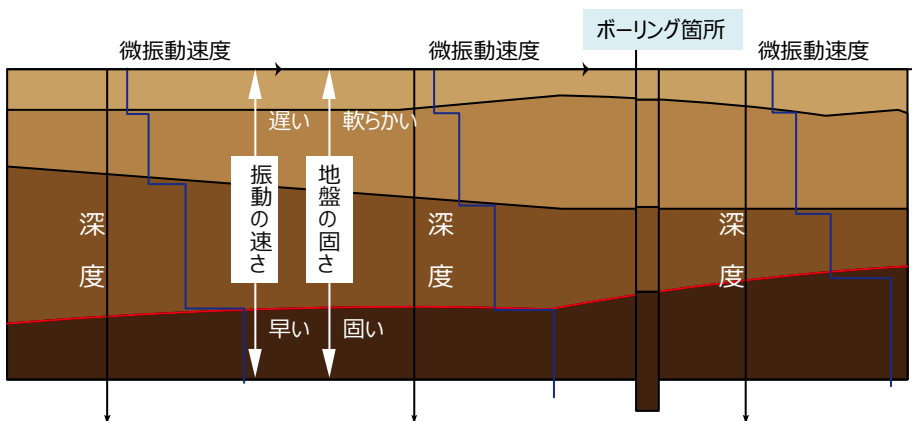 ボーリング箇所
微振動速度
微振動速度
微振動速度
遅い
軟らかい
振動の速さ
地盤の固さ
深度
深度
深度
早い
固い